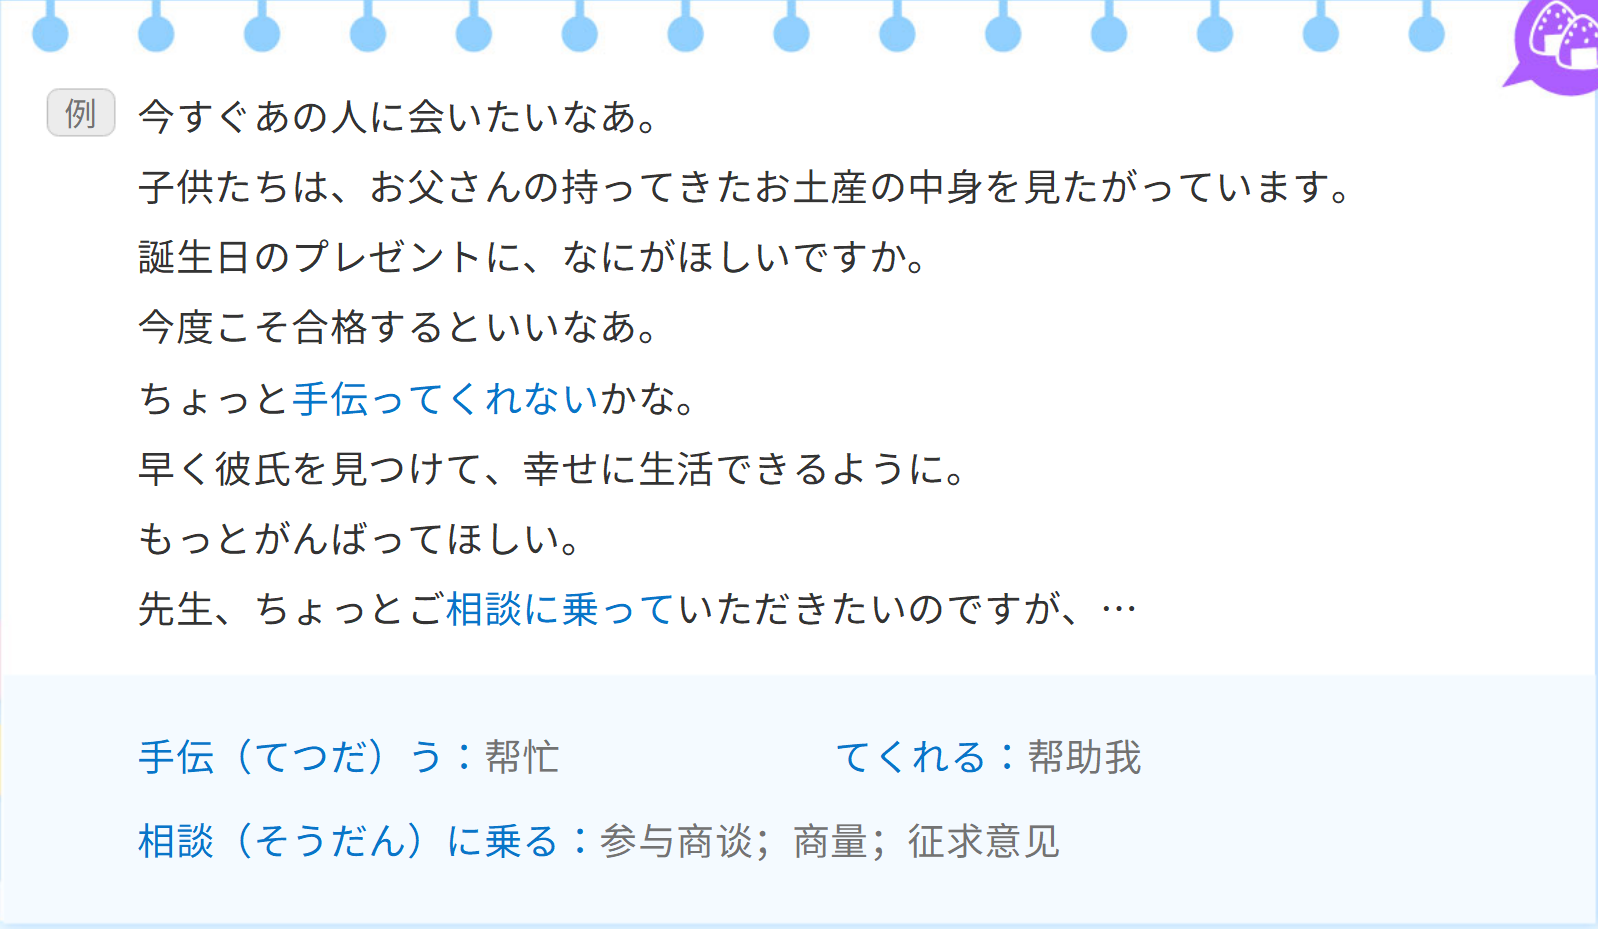 例 今すぐあの人に会いたいなあ。
子供たちは、お父さんの持ってきたお土産の中身を見たがっています。
誕生日のプレゼントに、なにがほしいですか。
今度こそ合格するといいなあ。
ちょっと手伝ってくれないかな。
早く彼氏を見つけて、幸せに生活できるように。
もっとがんばってほしい。
先生、ちょっとご相談に乗っていただきたいのですが、…
手伝（てつだ）う：帮忙 てくれる：帮助我
相談（そうだん）に乗る：参与商谈；商量；征求意见